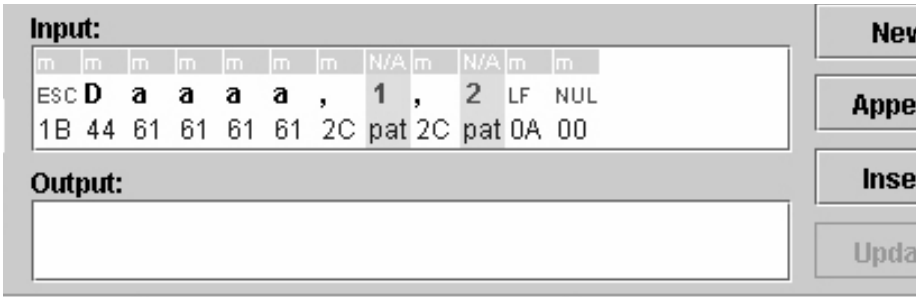 Input:
m m m m m m m N/A m N/A m m
ESC D a a a a , 1 , 2 LF NUL
1B 44 61 61 61 61 2C pat 2C pat 0A 00
Output:
New
Appe
Inse
Upda